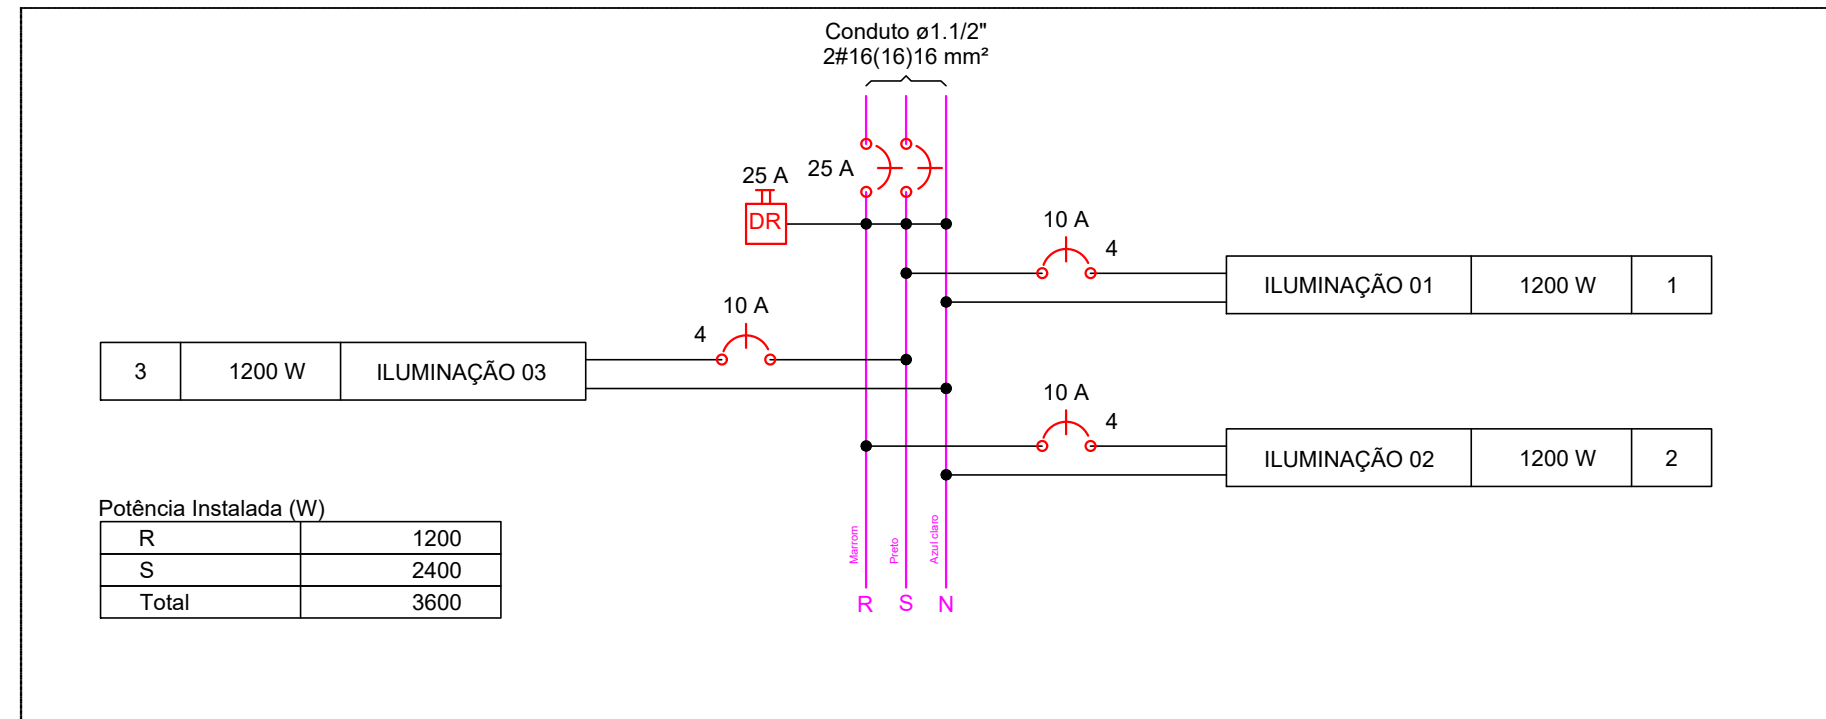 Conduto ø1.1/2"
2#16(16)16 mm²
25 A
25 A
DR
10 A
4
ILUMINAÇÃO 01 1200 W 1
10 A
4
3 1200 W ILUMINAÇÃO 03
10 A
4
ILUMINAÇÃO 02 1200 W 2
Potência Instalada (W)
R 1200
S 2400
Total 3600
Marrom
Preto
Azul claro
R S N